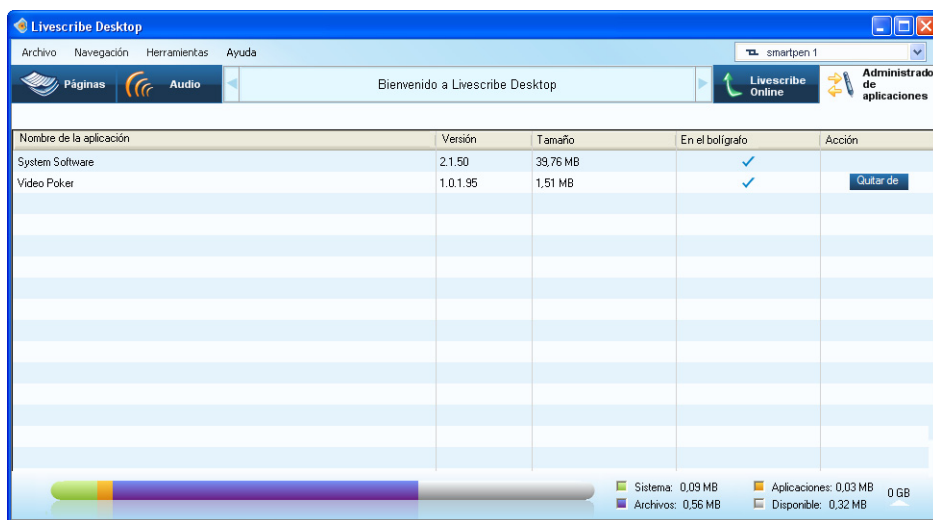 Livescribe Desktop
Archivo Navegación Herramientas Ayuda
smartpen 1
Páginas Audio Bienvenido a Livescribe Desktop Livescribe Online Administrado de aplicaciones
Nombre de la aplicación Versión Tamaño En el bolígrafo Acción
System Software 2.1.50 39,76 MB
Video Poker 1.0.1.95 1,51 MB Quitar de
Sistema: 0,09 MB Aplicaciones: 0,03 MB
Archivos: 0,56 MB Disponible: 0,32 MB
0 GB